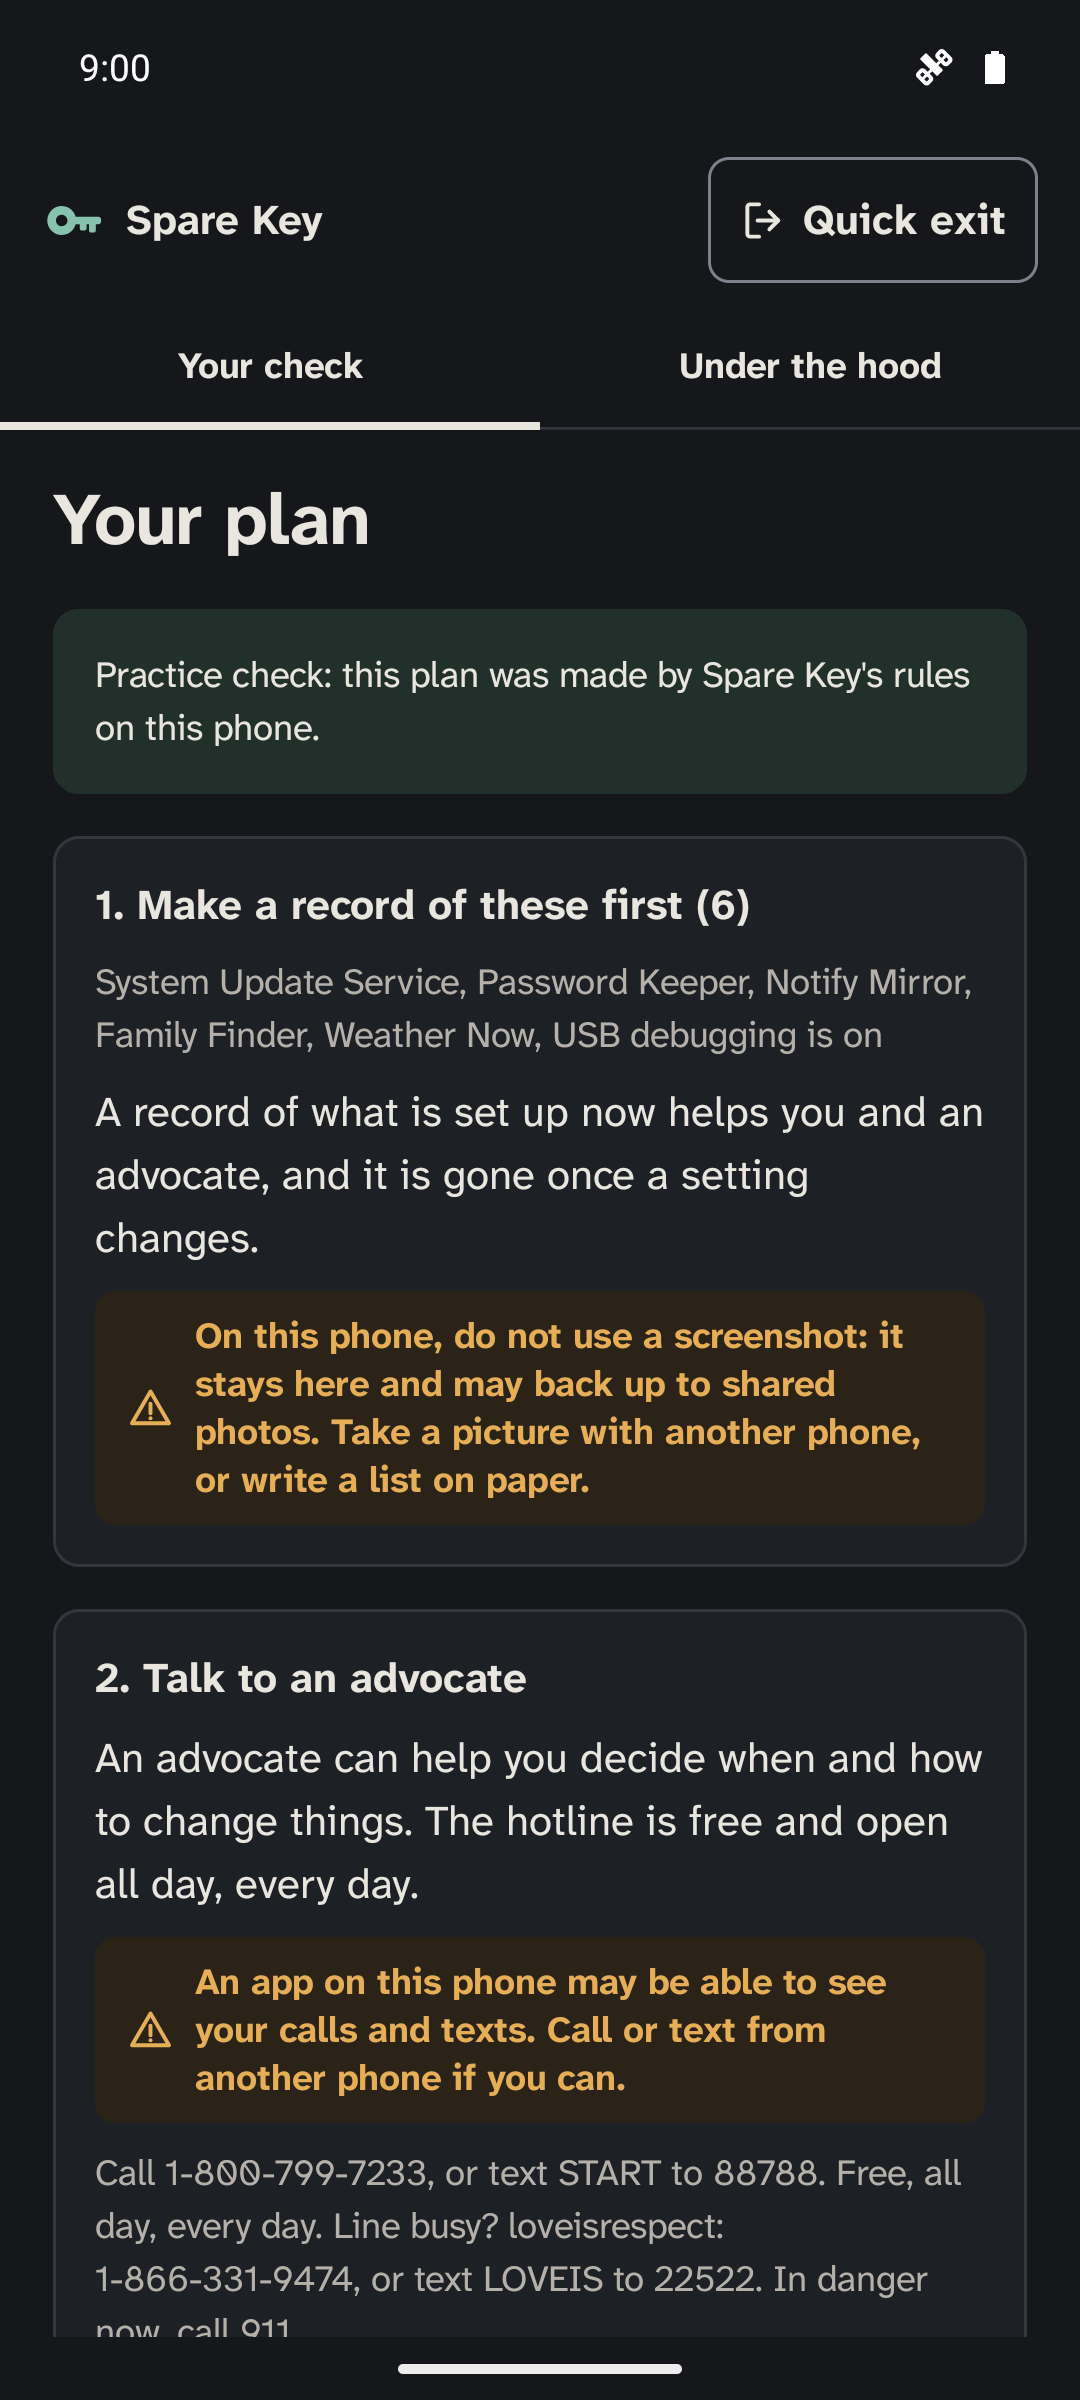 9:00
Spare Key
Quick exit
Your check
Under the hood
Your plan
Practice check: this plan was made by Spare Key's rules
on this phone.
1. Make a record of these first (6)
System Update Service, Password Keeper, Notify Mirror,
Family Finder, Weather Now, USB debugging is on
A record of what is set up now helps you and an
advocate, and it is gone once a setting
changes.
On this phone, do not use a screenshot: it
stays here and may back up to shared
photos. Take a picture with another phone,
or write a list on paper.
2. Talk to an advocate
An advocate can help you decide when and how
to change things. The hotline is free and open
all day, every day.
An app on this phone may be able to see
your calls and texts. Call or text from
another phone if you can.
Call 1-800-799-7233, or text START to 88788. Free, all
day, every day. Line busy? loveisrespect:
1-866-331-9474, or text LOVEIS to 22522. In danger
now, call 911